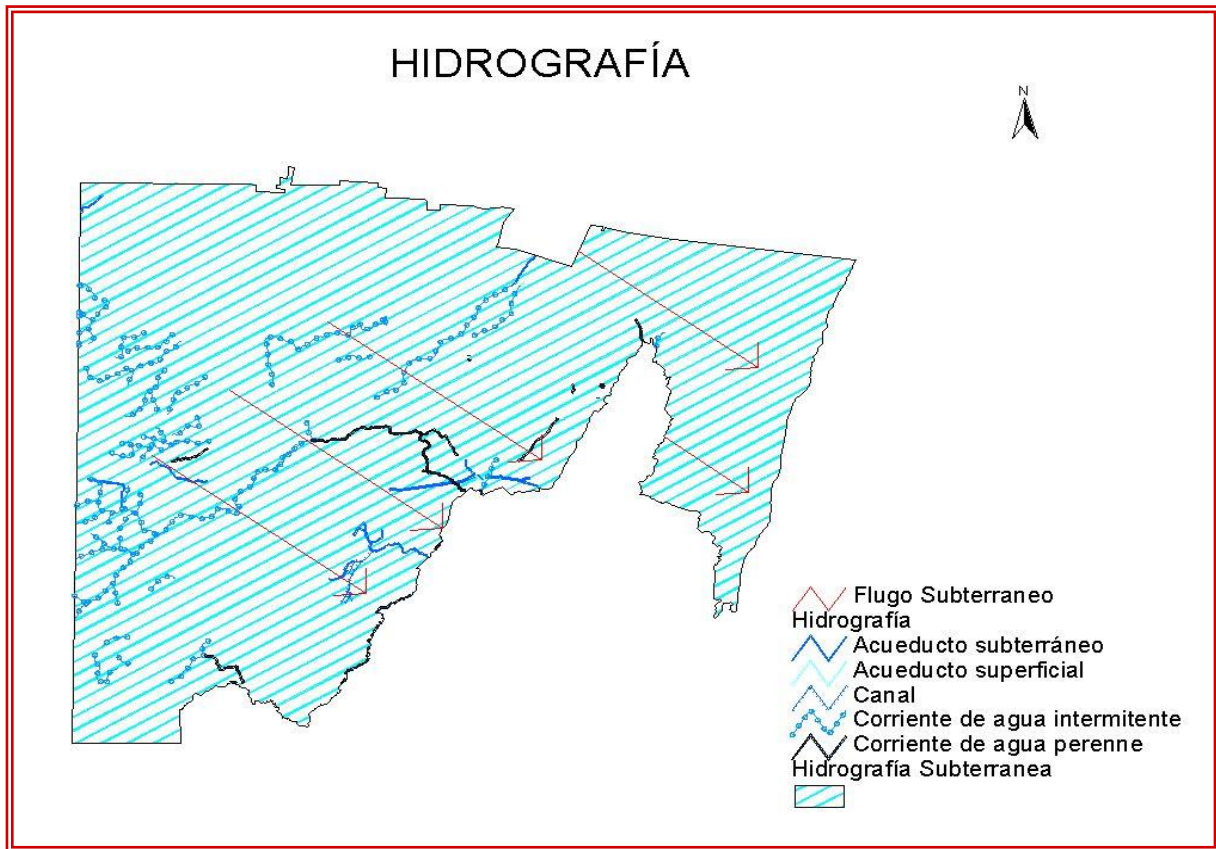 HIDROGRAFÍA
N
Flugo Subterraneo
Hidrografía
Acueducto subterráneo
Acueducto superficial
Canal
Corriente de agua intermitente
Corriente de agua perenne
Hidrografía Subterranea